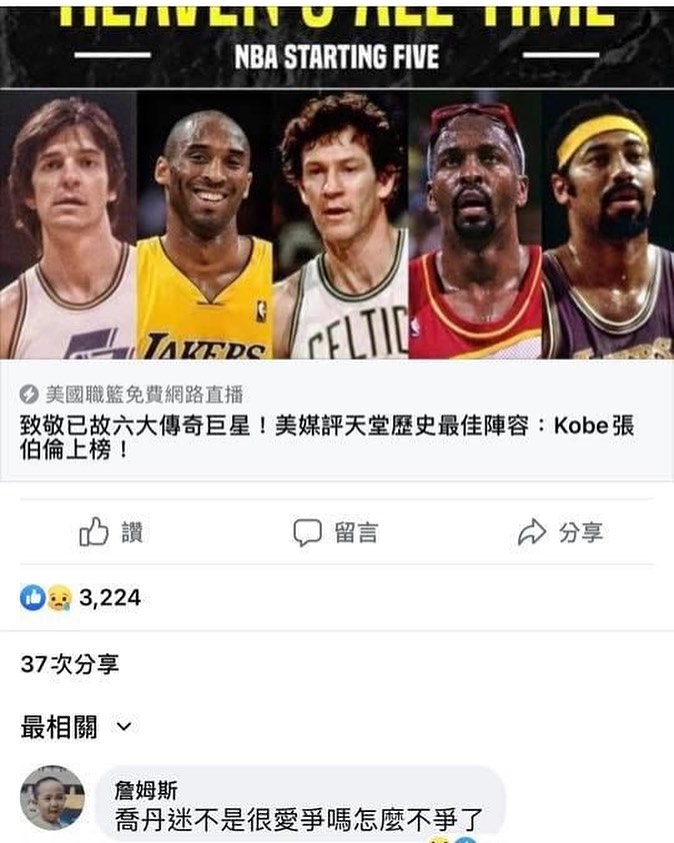 HEAVEN'S ALL TIME
NBA STARTING FIVE
LAKERS
CELTIC
美國職籃免費網路直播
致敬已故六大傳奇巨星！美媒評天堂歷史最佳陣容：Kobe張
伯倫上榜！
讚 留言 分享
3,224
37次分享
最相關
詹姆斯
喬丹迷不是很愛爭嗎怎麼不爭了